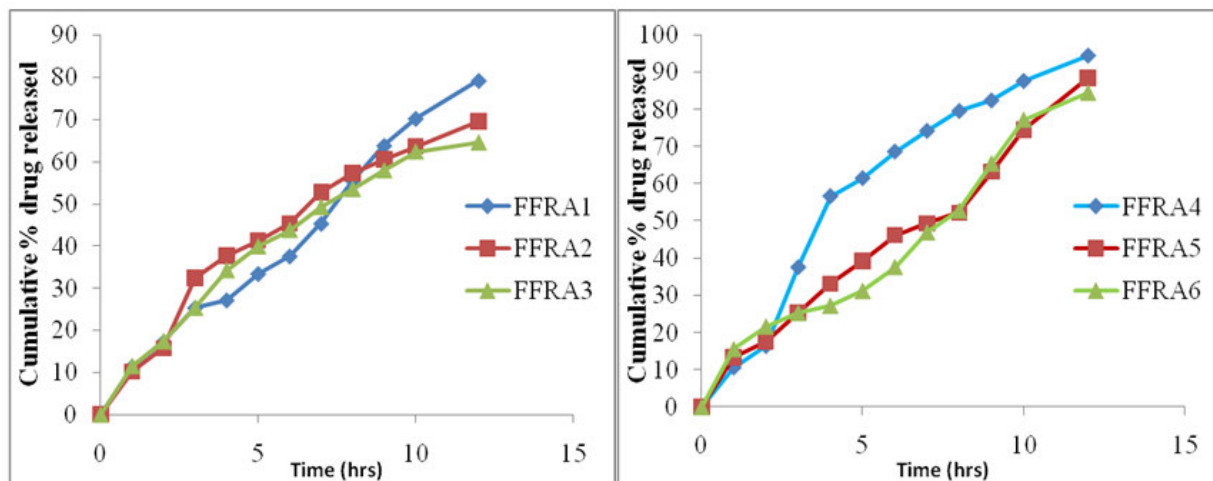 Cumulative % drug released
90
80
70
60
50
40
30
20
10
0
0 5 10 15
Time (hrs)
FFRA1
FFRA2
FFRA3
Cumulative % drug released
100
90
80
70
60
50
40
30
20
10
0
0 5 10 15
Time (hrs)
FFRA4
FFRA5
FFRA6